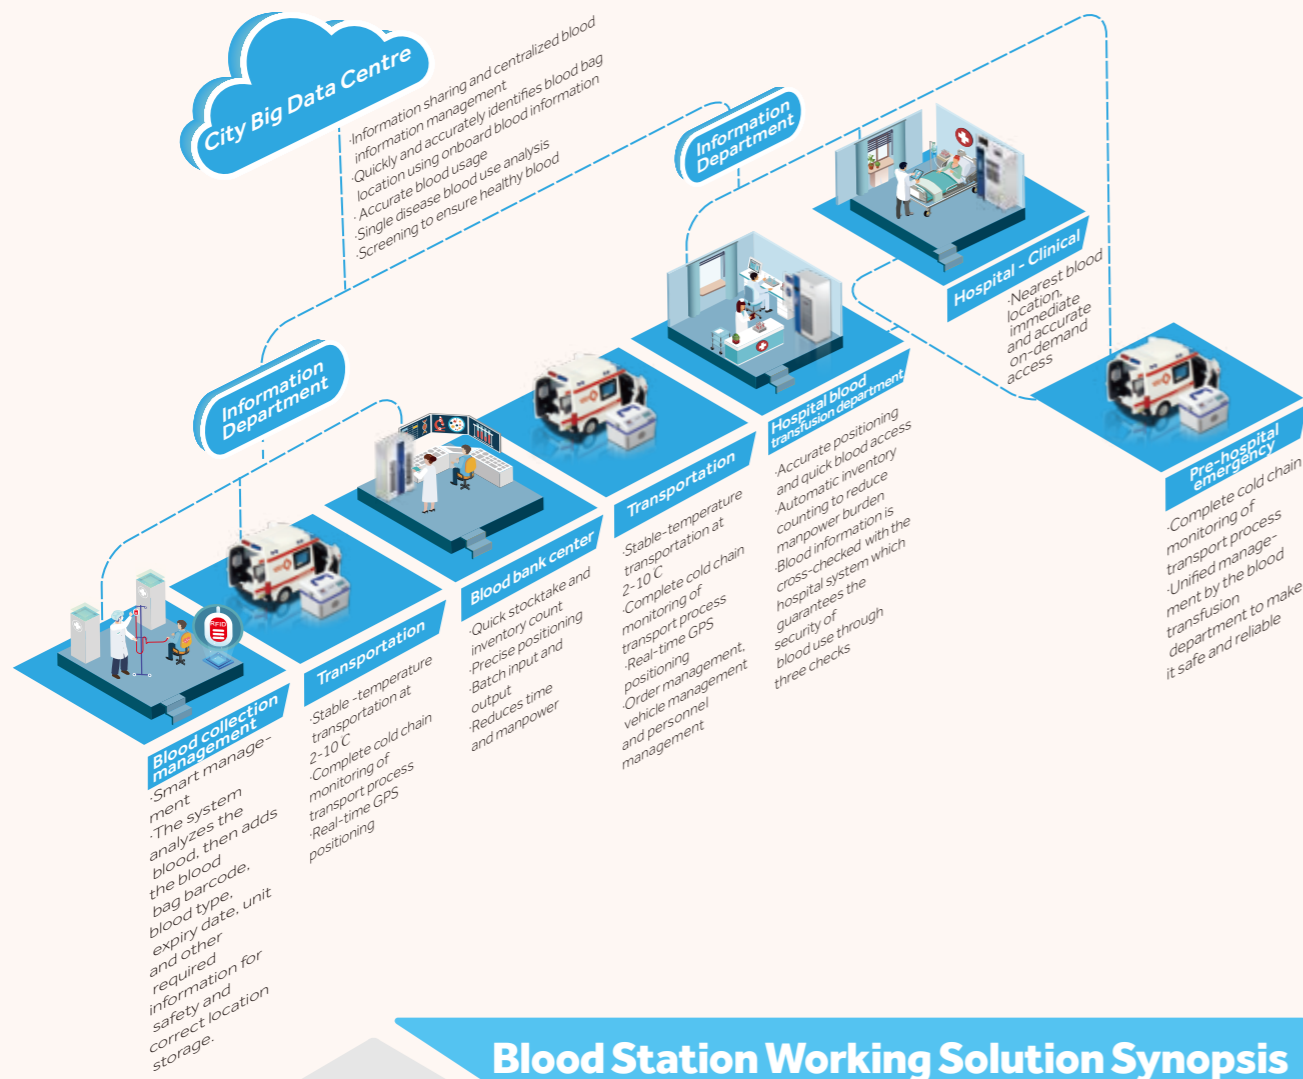 City Big Data Centre
·Information sharing and centralized blood
information management
·Quickly and accurately identifies blood bag
location using onboard blood information
·Accurate blood usage
·Single disease blood use analysis
·Screening to ensure healthy blood
Information
Department
Information
Department
Blood collection
management
·Smart manage-
ment
·The system
analyzes the
blood, then adds
the blood
bag barcode,
blood type,
expiry date, unit
and other
required
information for
safety and
correct location
storage.
RFID
Transportation
·Stable -temperature
transportation at
2-10℃
·Complete cold chain
monitoring of
transport process
·Real-time GPS
positioning
Blood bank center
·Quick stocktake and
inventory count
·Precise positioning
·Batch input and
output
·Reduces time
and manpower
Transportation
·Stable-temperature
transportation at
2-10℃
·Complete cold chain
monitoring of
transport process
·Real-time GPS
positioning
·Order management,
vehicle management
and personnel
management
Hospital blood
transfusion department
·Accurate positioning
and quick blood access
·Automatic inventory
counting to reduce
manpower burden
·Blood information is
cross-checked with the
hospital system which
guarantees the
security of
blood use through
three checks
Hospital - Clinical
·Nearest blood
location,
immediate
and accurate
on-demand
access
Pre-hospital
emergency
·Complete cold chain
monitoring of
transport process
·Unified manage-
ment by the blood
transfusion
department to make
it safe and reliable
Blood Station Working Solution Synopsis